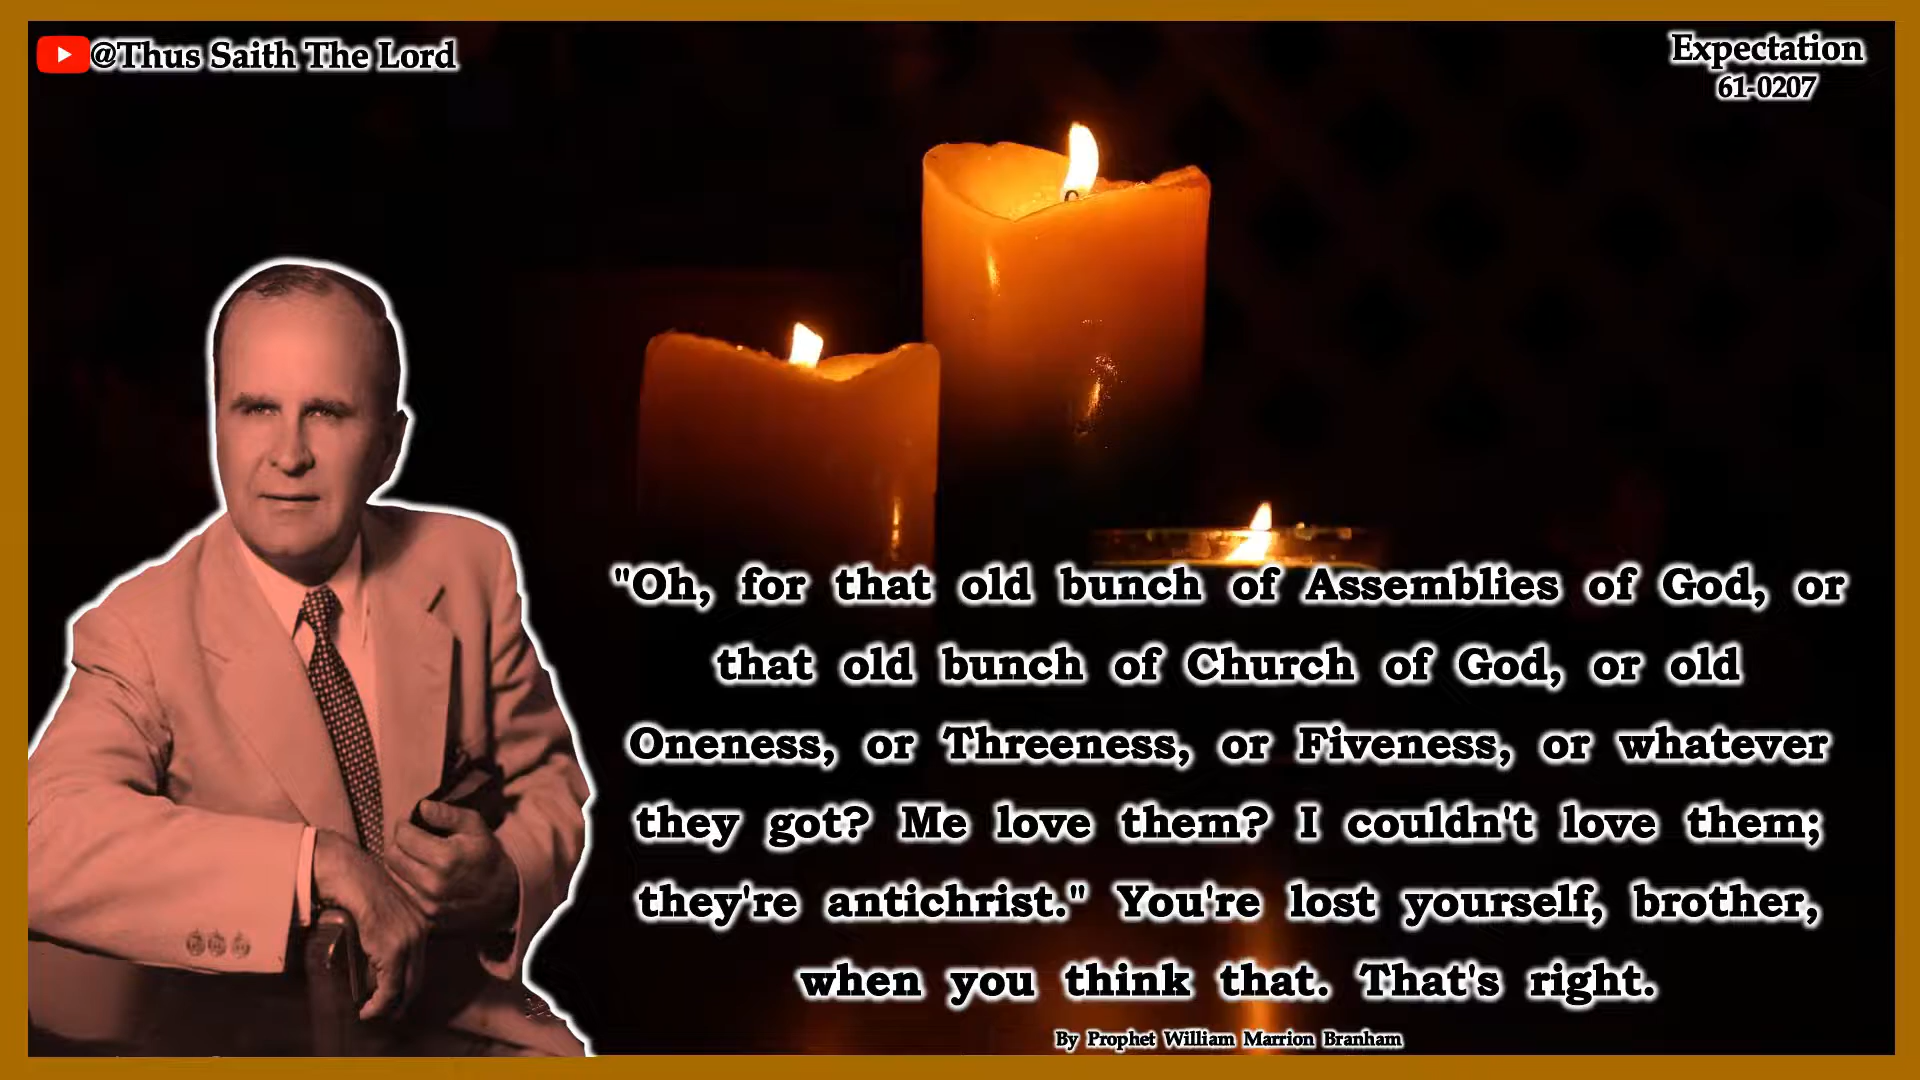 @Thus Saith The Lord
Expectation
61-0207
"Oh, for that old bunch of Assemblies of God, or
that old bunch of Church of God, or old
Oneness, or Threeness, or Fiveness, or whatever
they got? Me love them? I couldn't love them;
they're antichrist." You're lost yourself, brother,
when you think that. That's right.
By Prophet William Marrion Branham